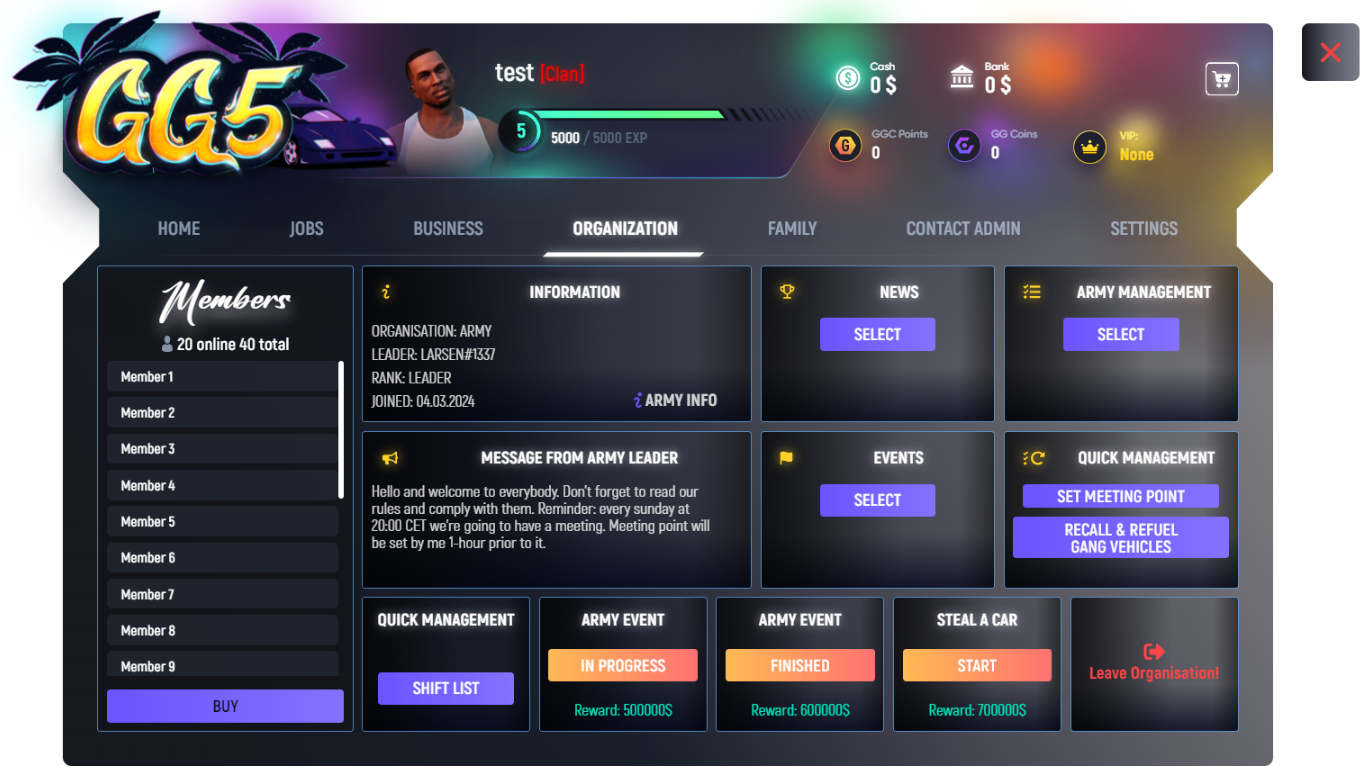 GG5
test [Clan]
5
5000 / 5000 EXP
Cash
0 $
Bank
0 $
GGC Points
0
GG Coins
0
VIP:
None
HOME
JOBS
BUSINESS
ORGANIZATION
FAMILY
CONTACT ADMIN
SETTINGS
Members
20 online 40 total
Member 1
Member 2
Member 3
Member 4
Member 5
Member 6
Member 7
Member 8
Member 9
BUY
INFORMATION
ORGANISATION: ARMY
LEADER: LARSEN#1337
RANK: LEADER
JOINED: 04.03.2024
ARMY INFO
NEWS
SELECT
ARMY MANAGEMENT
SELECT
MESSAGE FROM ARMY LEADER
Hello and welcome to everybody. Don't forget to read our
rules and comply with them. Reminder: every sunday at
20:00 CET we're going to have a meeting. Meeting point will
be set by me 1-hour prior to it.
EVENTS
SELECT
QUICK MANAGEMENT
SET MEETING POINT
RECALL & REFUEL
GANG VEHICLES
QUICK MANAGEMENT
SHIFT LIST
ARMY EVENT
IN PROGRESS
Reward: 500000$
ARMY EVENT
FINISHED
Reward: 600000$
STEAL A CAR
START
Reward: 700000$
Leave Organisation!